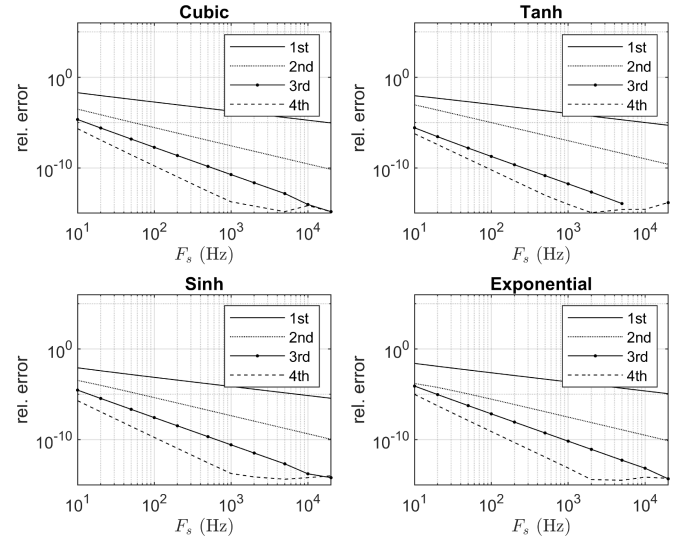 Cubic
rel. error
10^0
10^-10
10^1
10^2
10^3
10^4
F_s (Hz)
1st
2nd
3rd
4th
Tanh
rel. error
10^0
10^-10
10^1
10^2
10^3
10^4
F_s (Hz)
1st
2nd
3rd
4th
Sinh
rel. error
10^0
10^-10
10^1
10^2
10^3
10^4
F_s (Hz)
1st
2nd
3rd
4th
Exponential
rel. error
10^0
10^-10
10^1
10^2
10^3
10^4
F_s (Hz)
1st
2nd
3rd
4th